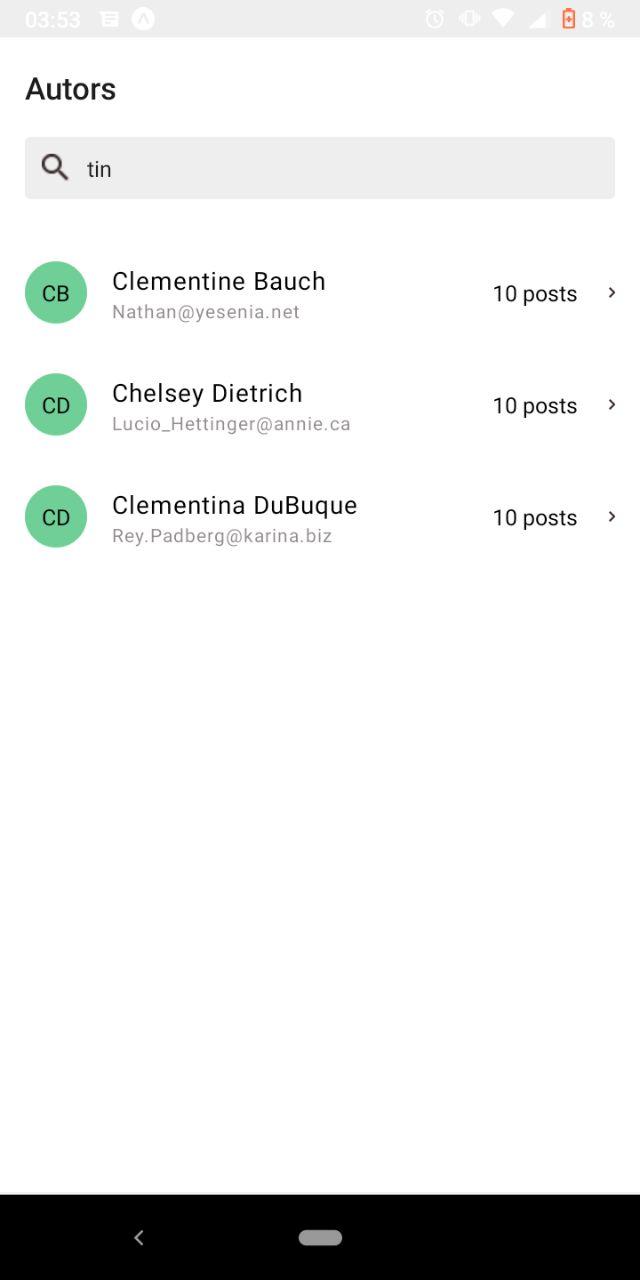 03:53 8 %
Autors
tin
CB Clementine Bauch 10 posts
Nathan@yesenia.net
CD Chelsey Dietrich 10 posts
Lucio_Hettinger@annie.ca
CD Clementina DuBuque 10 posts
Rey.Padberg@karina.biz